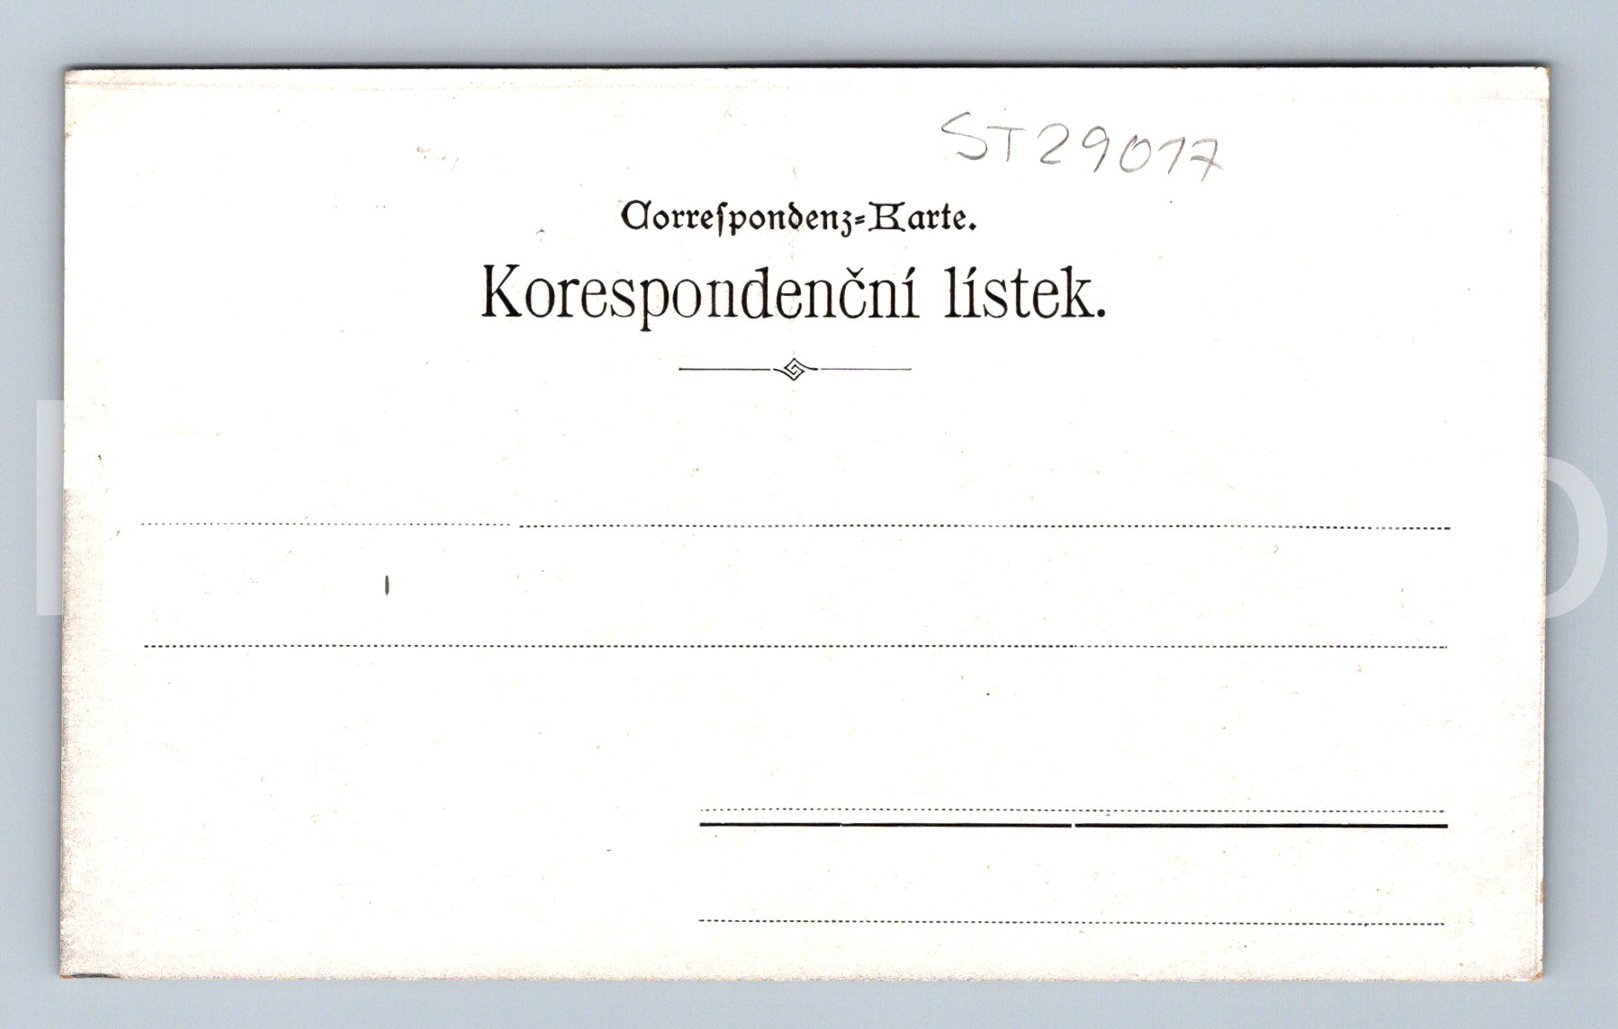 ST29017
Correſpondenz-Karte.
Korespondenční lístek.